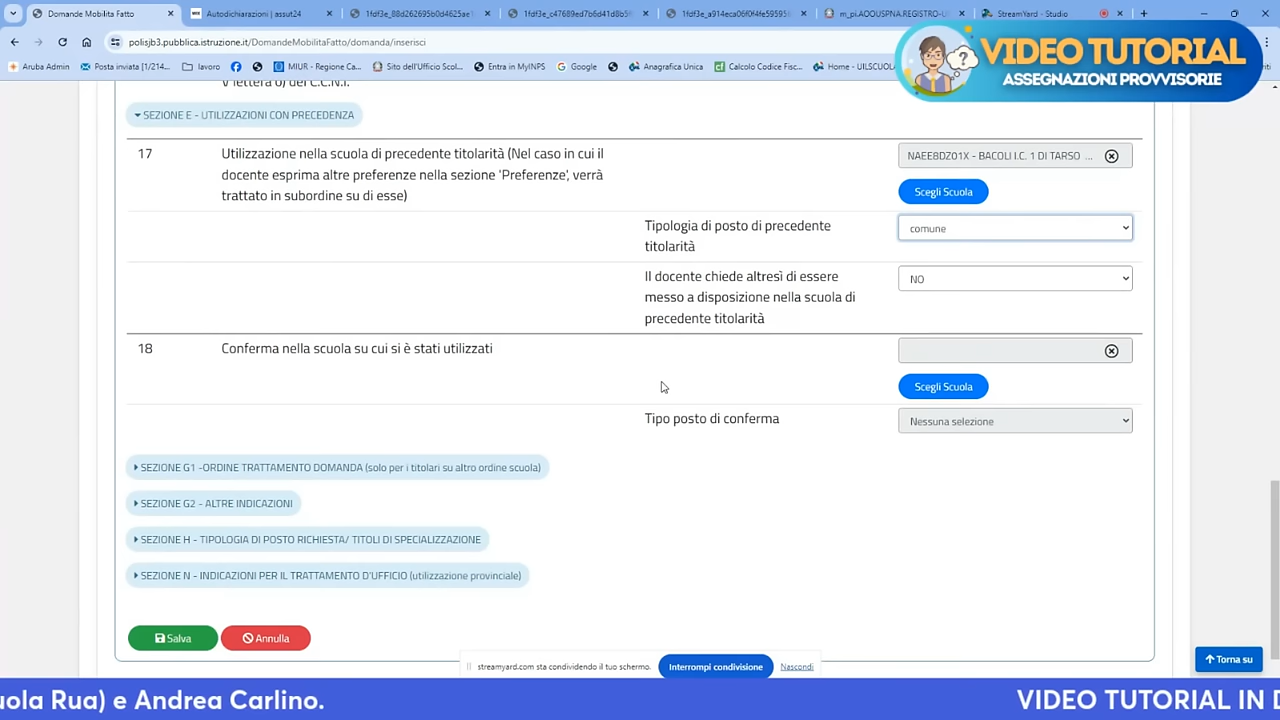 Domande Mobilita Fatto
Autodichiarazioni | assut24
1fdf3e_88d262695b0d4625ae1
1fdf3e_c47689ed7b6d41d8b5
1fdf3e_a914eca06f0f4fe59595
m_pi.AOOUSPNA.REGISTRO-U
StreamYard - Studio
polisjb3.pubblica.istruzione.it/DomandeMobilitaFatto/domanda/inserisci
Aruba Admin
Posta inviata [1/214...
lavoro
MIUR - Regione Ca...
Sito dell'Ufficio Scol...
Entra in MyINPS
Google
Anagrafica Unica
Calcolo Codice Fisc...
Home - UILSCUOL
VIDEO TUTORIAL
ASSEGNAZIONI PROVVISORIE
V lettera b) del C.C.N.I.
SEZIONE E - UTILIZZAZIONI CON PRECEDENZA
17
Utilizzazione nella scuola di precedente titolarità (Nel caso in cui il
docente esprima altre preferenze nella sezione 'Preferenze', verrà
trattato in subordine su di esse)
NAEE8DZ01X - BACOLI I.C. 1 DI TARSO ...
Scegli Scuola
Tipologia di posto di precedente
titolarità
comune
Il docente chiede altresì di essere
messo a disposizione nella scuola di
precedente titolarità
NO
18
Conferma nella scuola su cui si è stati utilizzati
Scegli Scuola
Tipo posto di conferma
Nessuna selezione
SEZIONE G1 -ORDINE TRATTAMENTO DOMANDA (solo per i titolari su altro ordine scuola)
SEZIONE G2 - ALTRE INDICAZIONI
SEZIONE H - TIPOLOGIA DI POSTO RICHIESTA/ TITOLI DI SPECIALIZZAZIONE
SEZIONE N - INDICAZIONI PER IL TRATTAMENTO D'UFFICIO (utilizzazione provinciale)
Salva
Annulla
streamyard.com sta condividendo il tuo schermo.
Interrompi condivisione
Nascondi
Torna su
uola Rua) e Andrea Carlino.
VIDEO TUTORIAL IN D